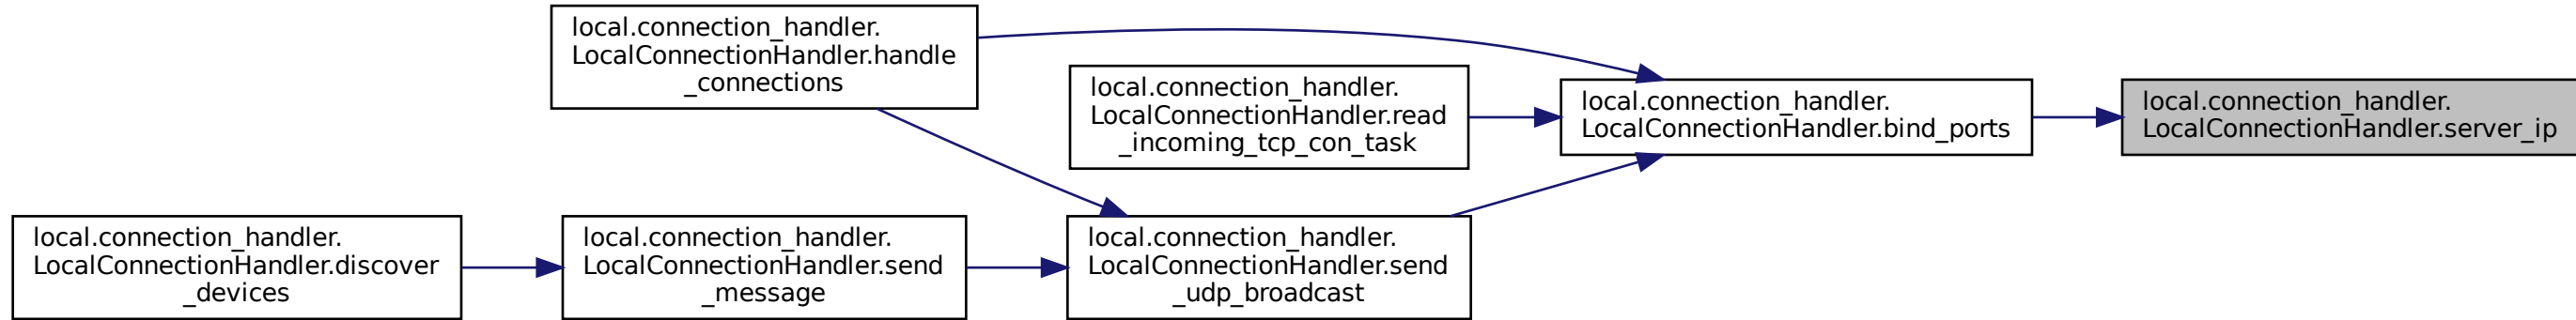 local.connection_handler.
LocalConnectionHandler.handle
_connections
local.connection_handler.
LocalConnectionHandler.read
_incoming_tcp_con_task
local.connection_handler.
LocalConnectionHandler.bind_ports
local.connection_handler.
LocalConnectionHandler.server_ip
local.connection_handler.
LocalConnectionHandler.discover
_devices
local.connection_handler.
LocalConnectionHandler.send
_message
local.connection_handler.
LocalConnectionHandler.send
_udp_broadcast